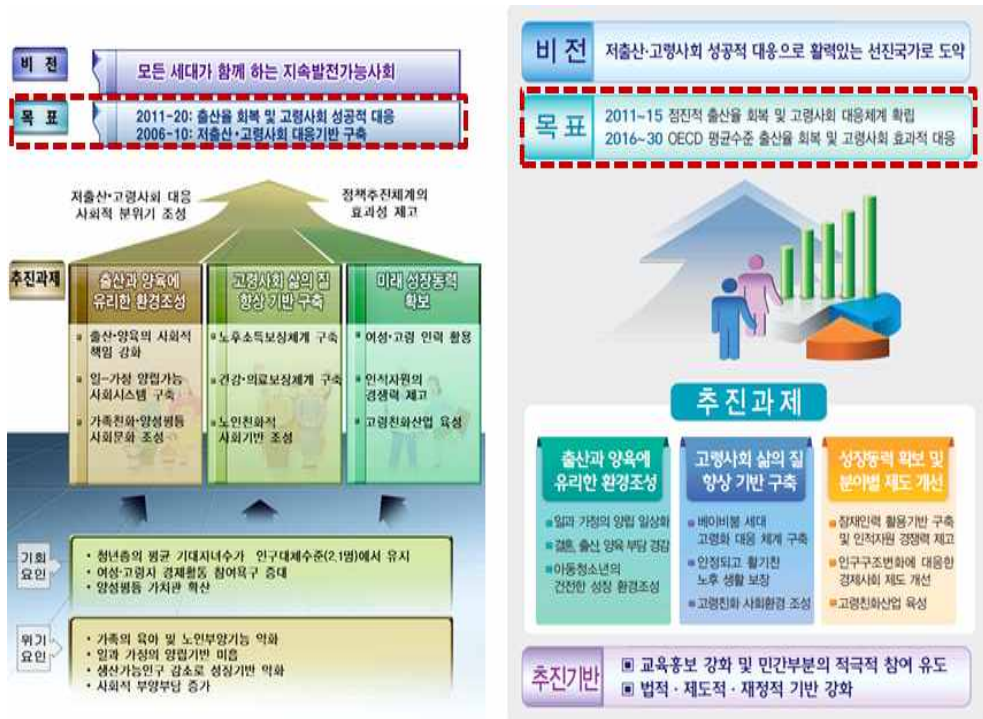 비 전
모든 세대가 함께 하는 지속발전가능사회
목 표
2011-20: 출산율 회복 및 고령사회 성공적 대응
2006-10: 저출산·고령사회 대응기반 구축
저출산·고령사회 대응
사회적 분위기 조성
정책추진체계의
효과성 제고
추진과제
출산과 양육에
유리한 환경조성
▪출산·양육의 사회적
책임 강화
▪일-가정 양립가능
사회시스템 구축
▪가족친화·양성평등
사회문화 조성
고령사회 삶의 질
향상 기반 구축
▪노후소득보장체계 구축
▪건강·의료보장체계 구축
▪노인친화적
사회기반 조성
미래 성장동력
확보
▪여성·고령 인력 활용
▪인적자원의
경쟁력 제고
▪고령친화산업 육성
기회
요인
• 청년층의 평균 기대자녀수가 인구대체수준(2.1명)에서 유지
• 여성·고령자 경제활동 참여욕구 증대
• 양성평등 가치관 확산
위기
요인
• 가족의 육아 및 노인부양기능 약화
• 일과 가정의 양립기반 미흡
• 생산가능인구 감소로 성장기반 약화
• 사회적 부양부담 증가
비 전
저출산·고령사회 성공적 대응으로 활력있는 선진국가로 도약
목 표
2011~15 점진적 출산율 회복 및 고령사회 대응체계 확립
2016~30 OECD 평균수준 출산율 회복 및 고령사회 효과적 대응
추진과제
출산과 양육에
유리한 환경조성
▪일과 가정의 양립 일상화
▪결혼, 출산, 양육 부담 경감
▪아동청소년의
건전한 성장 환경조성
고령사회 삶의 질
향상 기반 구축
▪베이비붐 세대
고령화 대응 체계 구축
▪안정되고 활기찬
노후 생활 보장
▪고령친화 사회환경 조성
성장동력 확보 및
분야별 제도 개선
▪잠재인력 활용기반 구축
및 인적자원 경쟁력 제고
▪인구구조변화에 대응한
경제사회 제도 개선
▪고령친화산업 육성
추진기반
▣ 교육홍보 강화 및 민간부분의 적극적 참여 유도
▣ 법적·제도적·재정적 기반 강화